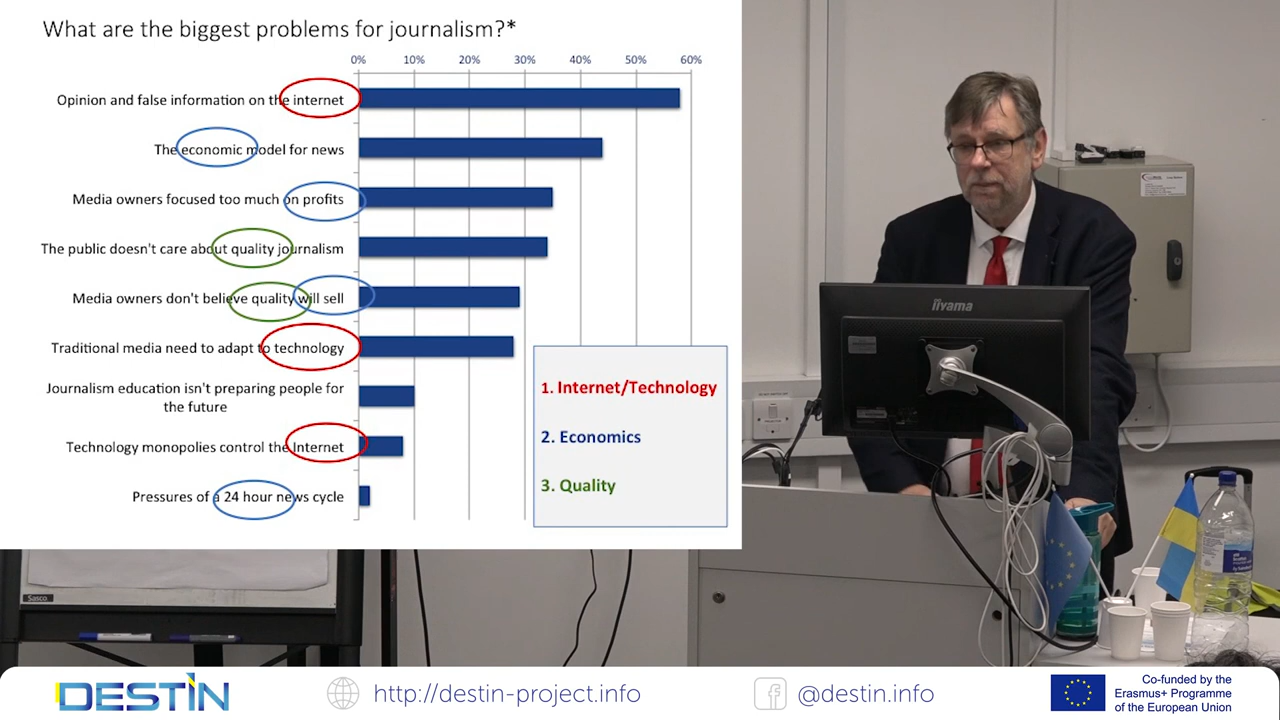 What are the biggest problems for journalism?*
0% 10% 20% 30% 40% 50% 60%
Opinion and false information on the internet
The economic model for news
Media owners focused too much on profits
The public doesn't care about quality journalism
Media owners don't believe quality will sell
Traditional media need to adapt to technology
Journalism education isn't preparing people for
the future
Technology monopolies control the Internet
Pressures of a 24 hour news cycle
1. Internet/Technology
2. Economics
3. Quality
iiyama
Sasco
DESTIN
http://destin-project.info
@destin.info
Co-funded by the
Erasmus+ Programme
of the European Union